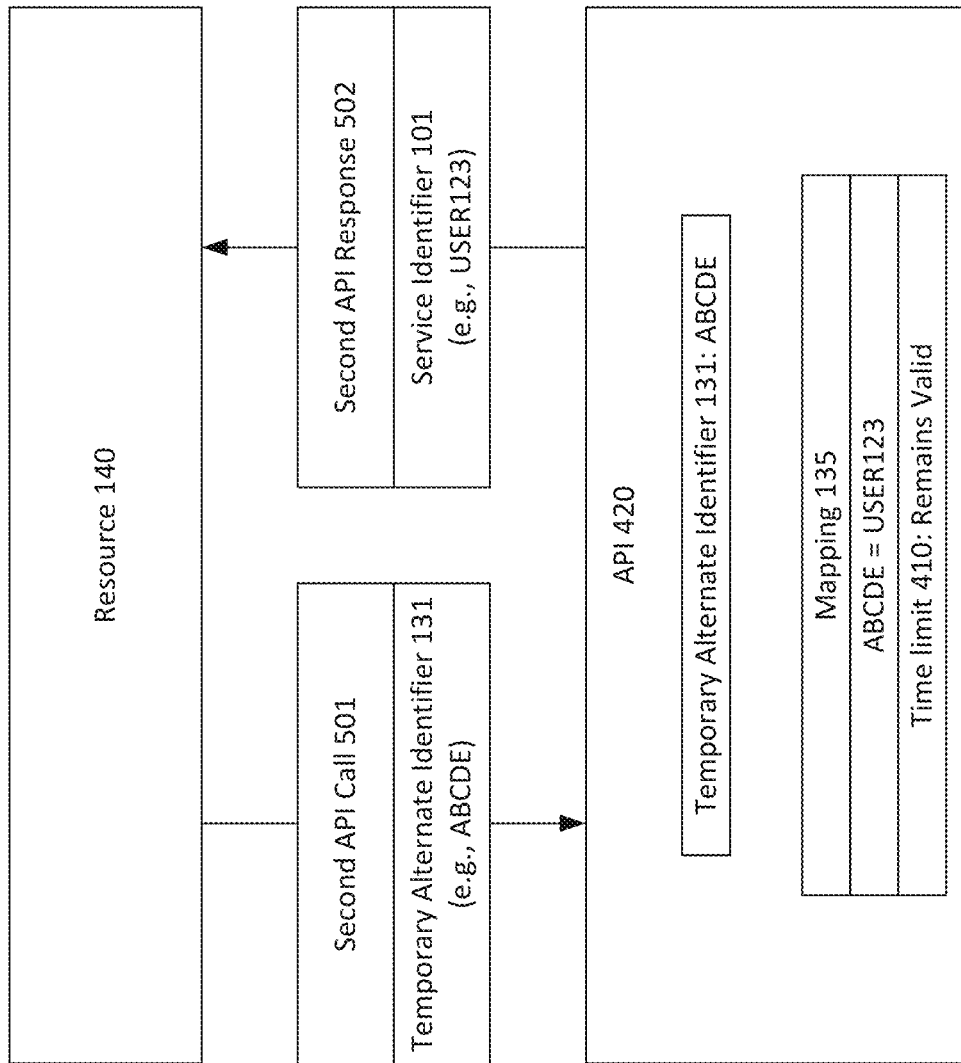 Resource 140
Second API Call 501
Temporary Alternate Identifier 131
(e.g., ABCDE)
Second API Response 502
Service Identifier 101
(e.g., USER123)
API 420
Temporary Alternate Identifier 131: ABCDE
Mapping 135
ABCDE = USER123
Time limit 410: Remains Valid